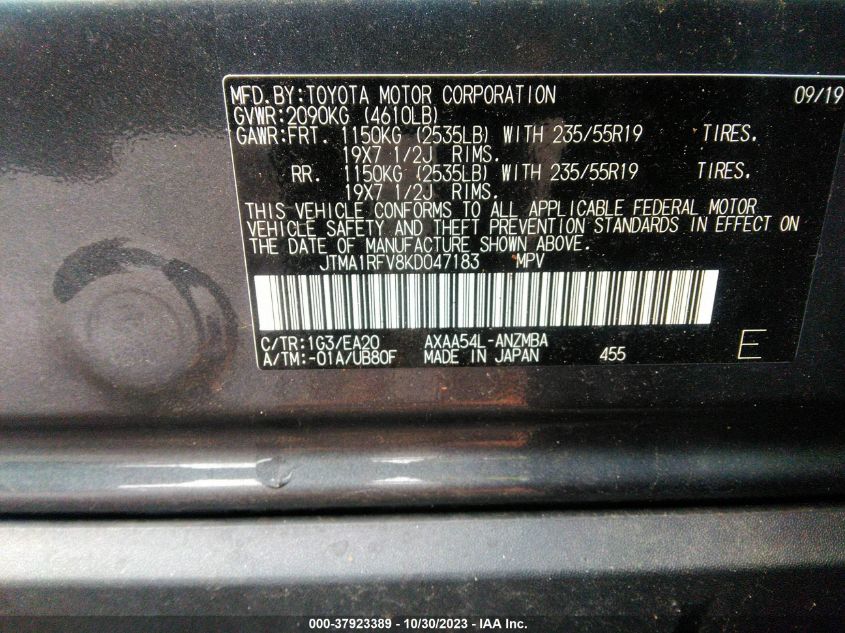 MFD.BY:TOYOTA MOTOR CORPORATION 09/19
GVWR:2090KG (4610LB)
GAWR:FRT. 1150KG (2535LB) WITH 235/55R19 TIRES.
19X7 1/2J RIMS.
RR. 1150KG (2535LB) WITH 235/55R19 TIRES.
19X7 1/2J RIMS.
THIS VEHICLE CONFORMS TO ALL APPLICABLE FEDERAL MOTOR
VEHICLE SAFETY AND THEFT PREVENTION STANDARDS IN EFFECT ON
THE DATE OF MANUFACTURE SHOWN ABOVE.
JTMA1RFV8KD047183 MPV
C/TR:1G3/EA20 AXAA54L-ANZMBA
A/TM:-01A/UB80F MADE IN JAPAN 455 E
000-37923389 - 10/30/2023 - IAA Inc.